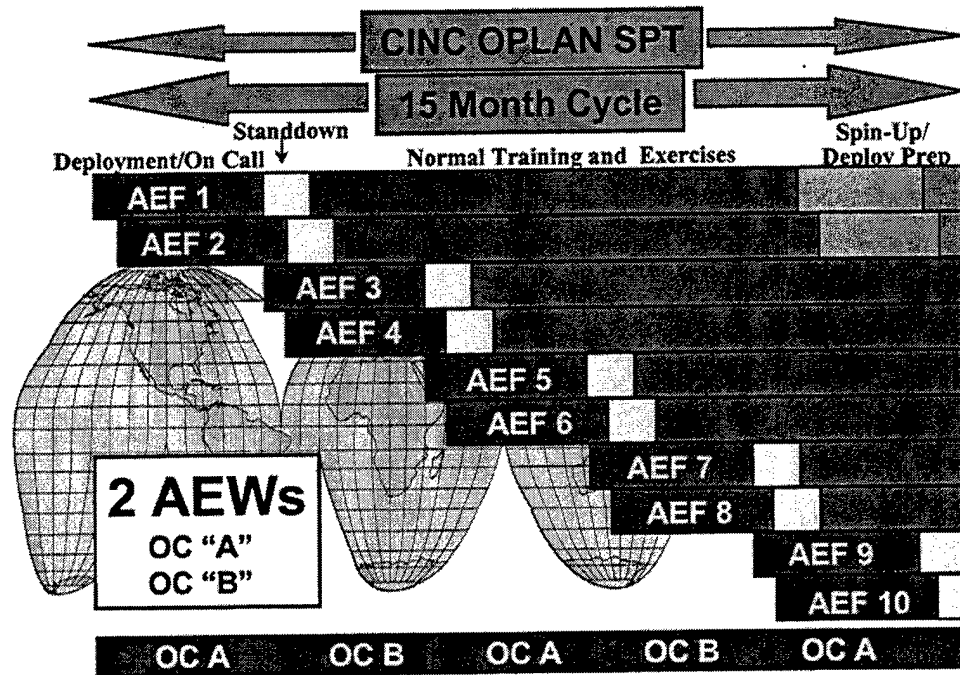 CINC OPLAN SPT
15 Month Cycle
Standdown
Spin-Up/
Deployment/On Call
Normal Training and Exercises
Deploy Prep
AEF 1
AEF 2
AEF 3
AEF 4
AEF 5
AEF 6
AEF 7
AEF 8
AEF 9
AEF 10
2 AEWs
OC “A”
OC “B”
OC A
OC B
OC A
OC B
OC A